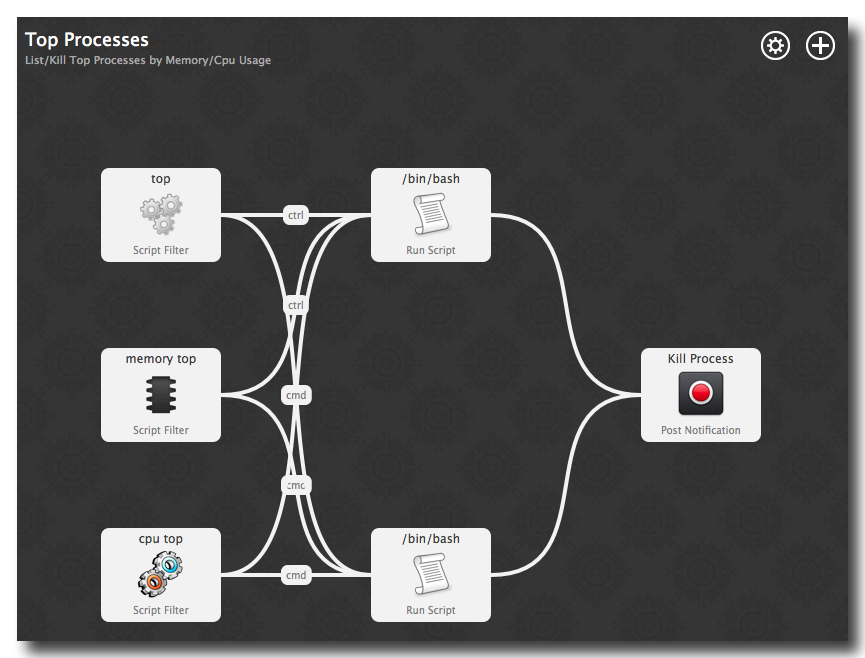 Top Processes
List/Kill Top Processes by Memory/Cpu Usage
top
Script Filter
ctrl
/bin/bash
Run Script
ctrl
memory top
Script Filter
cmd
Kill Process
Post Notification
cmd
cpu top
Script Filter
cmd
/bin/bash
Run Script